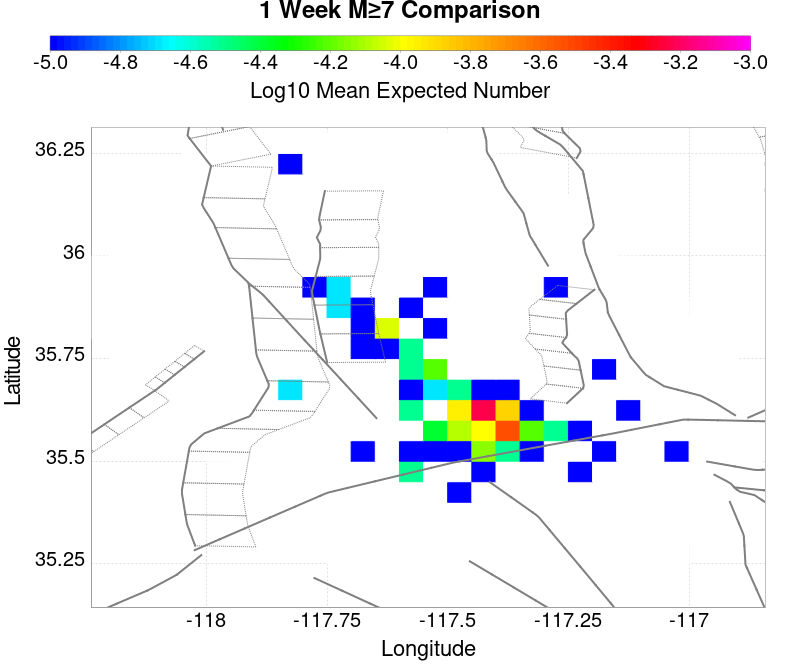 1 Week M≥7 Comparison
-5.0 -4.8 -4.6 -4.4 -4.2 -4.0 -3.8 -3.6 -3.4 -3.2 -3.0
Log10 Mean Expected Number
36.25
36
35.75
35.5
35.25
Latitude
-118 -117.75 -117.5 -117.25 -117
Longitude